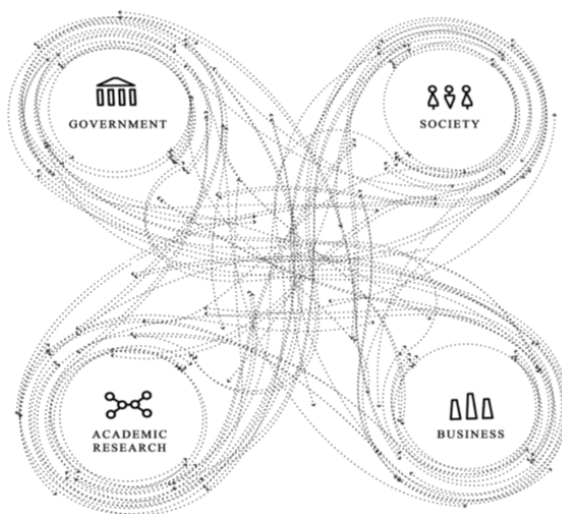 GOVERNMENT
SOCIETY
ACADEMIC
RESEARCH
BUSINESS